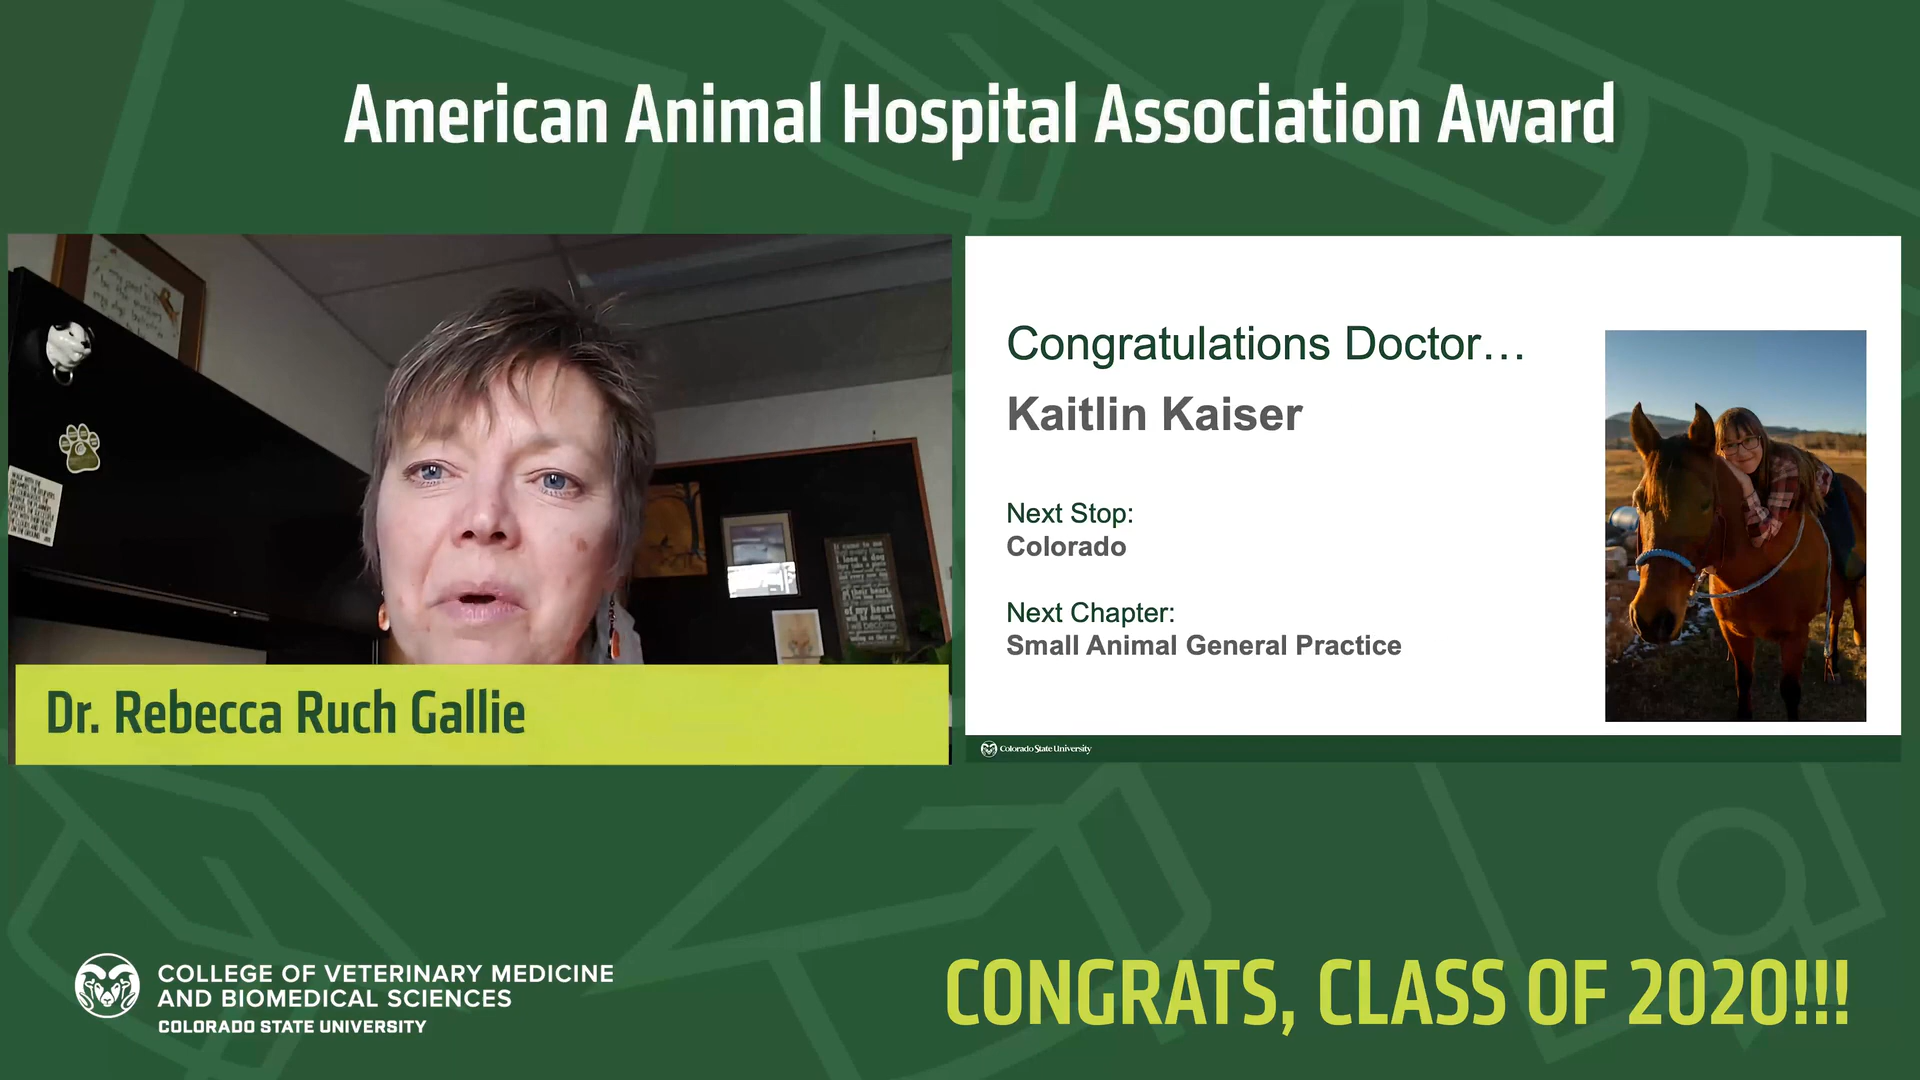 American Animal Hospital Association Award
Dr. Rebecca Ruch Gallie
Congratulations Doctor…
Kaitlin Kaiser
Next Stop:
Colorado
Next Chapter:
Small Animal General Practice
Colorado State University
COLLEGE OF VETERINARY MEDICINE
AND BIOMEDICAL SCIENCES
COLORADO STATE UNIVERSITY
CONGRATS, CLASS OF 2020!!!